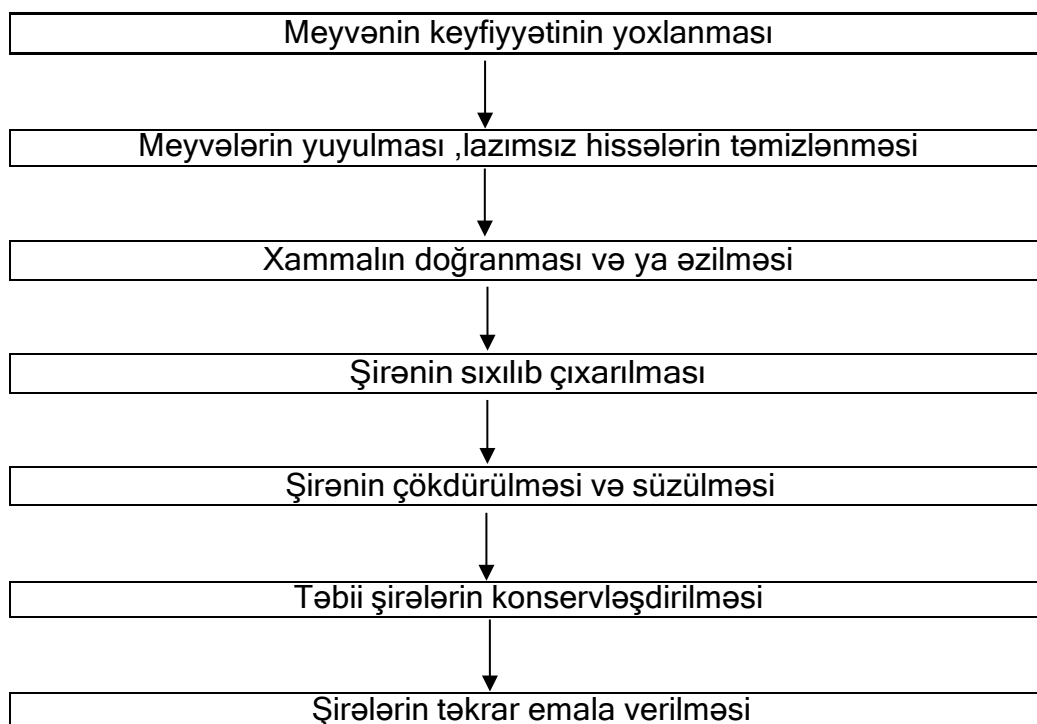 Meyvənin keyfiyyətinin yoxlanması
Meyvələrin yuyulması ,lazımsız hissələrin təmizlənməsi
Xammalın doğranması və ya əzilməsi
Şirənin sıxılıb çıxarılması
Şirənin çökdürülməsi və süzülməsi
Təbii şirələrin konservləşdirilməsi
Şirələrin təkrar emala verilməsi